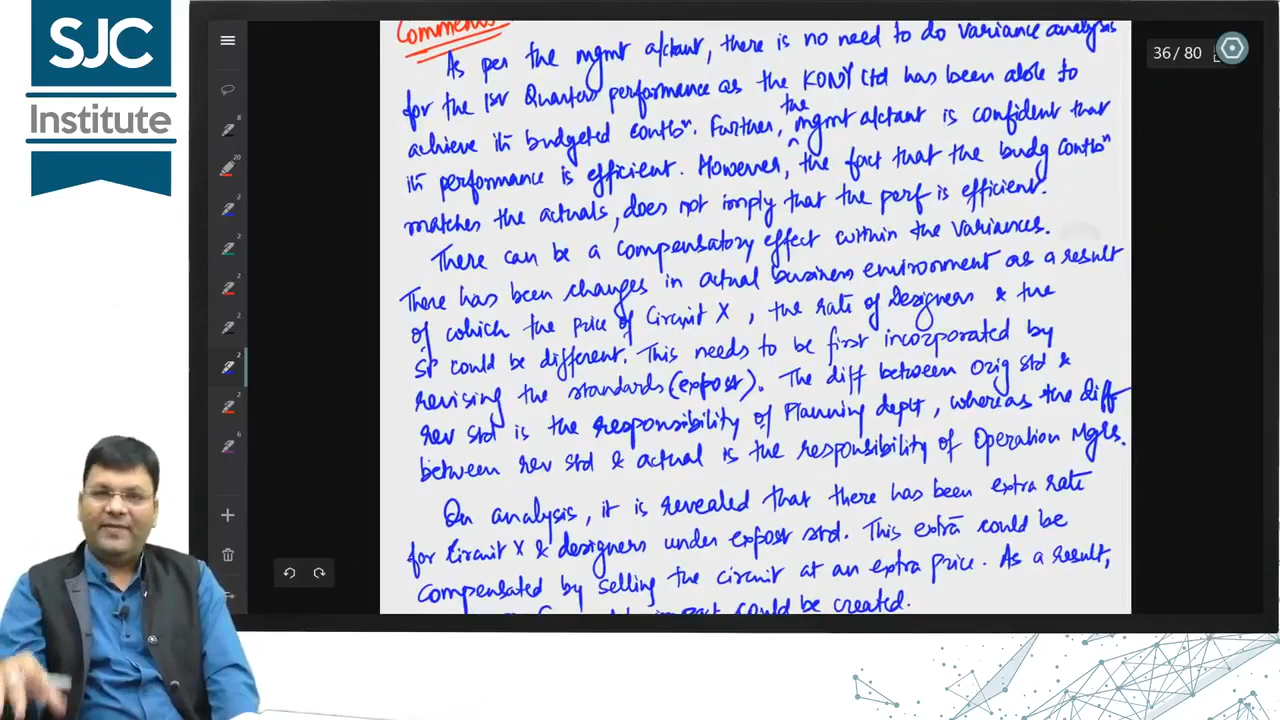 SJC
Institute
36/80
Comments
As per the mgmt a/ctant, there is no need to do variance analysis
for the 1st Quarters performance as the KONY Ltd has been able to
achieve its budgeted contbn. Further, the mgmt a/ctant is confident that
its performance is efficient. However, the fact that the budg contbn
matches the actuals, does not imply that the perf is efficient.
There can be a compensatory effect within the variances.
There has been changes in actual business environment as a result
of which the price of Circuit X, the rate of Designers & the
SP could be different. This needs to be first incorporated by
revising the standards (expost). The diff between orig std &
rev std is the responsibility of Planning deptt, whereas the diff
between rev std & actual is the responsibility of Operation Mgrs.
On analysis, it is revealed that there has been extra rate
for Circuit X & designers under expost std. This extra could be
compensated by selling the circuit at an extra price. As a result,
impact could be created.